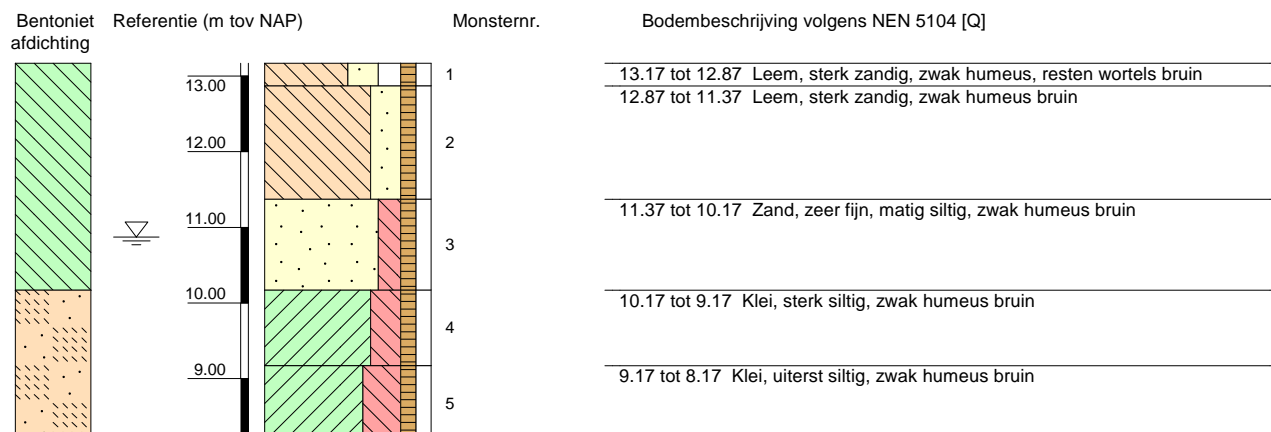 Bentoniet afdichting
Referentie (m tov NAP)
Monsternr.
Bodembeschrijving volgens NEN 5104 [Q]
1
13.17 tot 12.87 Leem, sterk zandig, zwak humeus, resten wortels bruin
13.00
12.87 tot 11.37 Leem, sterk zandig, zwak humeus bruin
12.00
2
11.37 tot 10.17 Zand, zeer fijn, matig siltig, zwak humeus bruin
11.00
3
10.00
10.17 tot 9.17 Klei, sterk siltig, zwak humeus bruin
4
9.00
9.17 tot 8.17 Klei, uiterst siltig, zwak humeus bruin
5